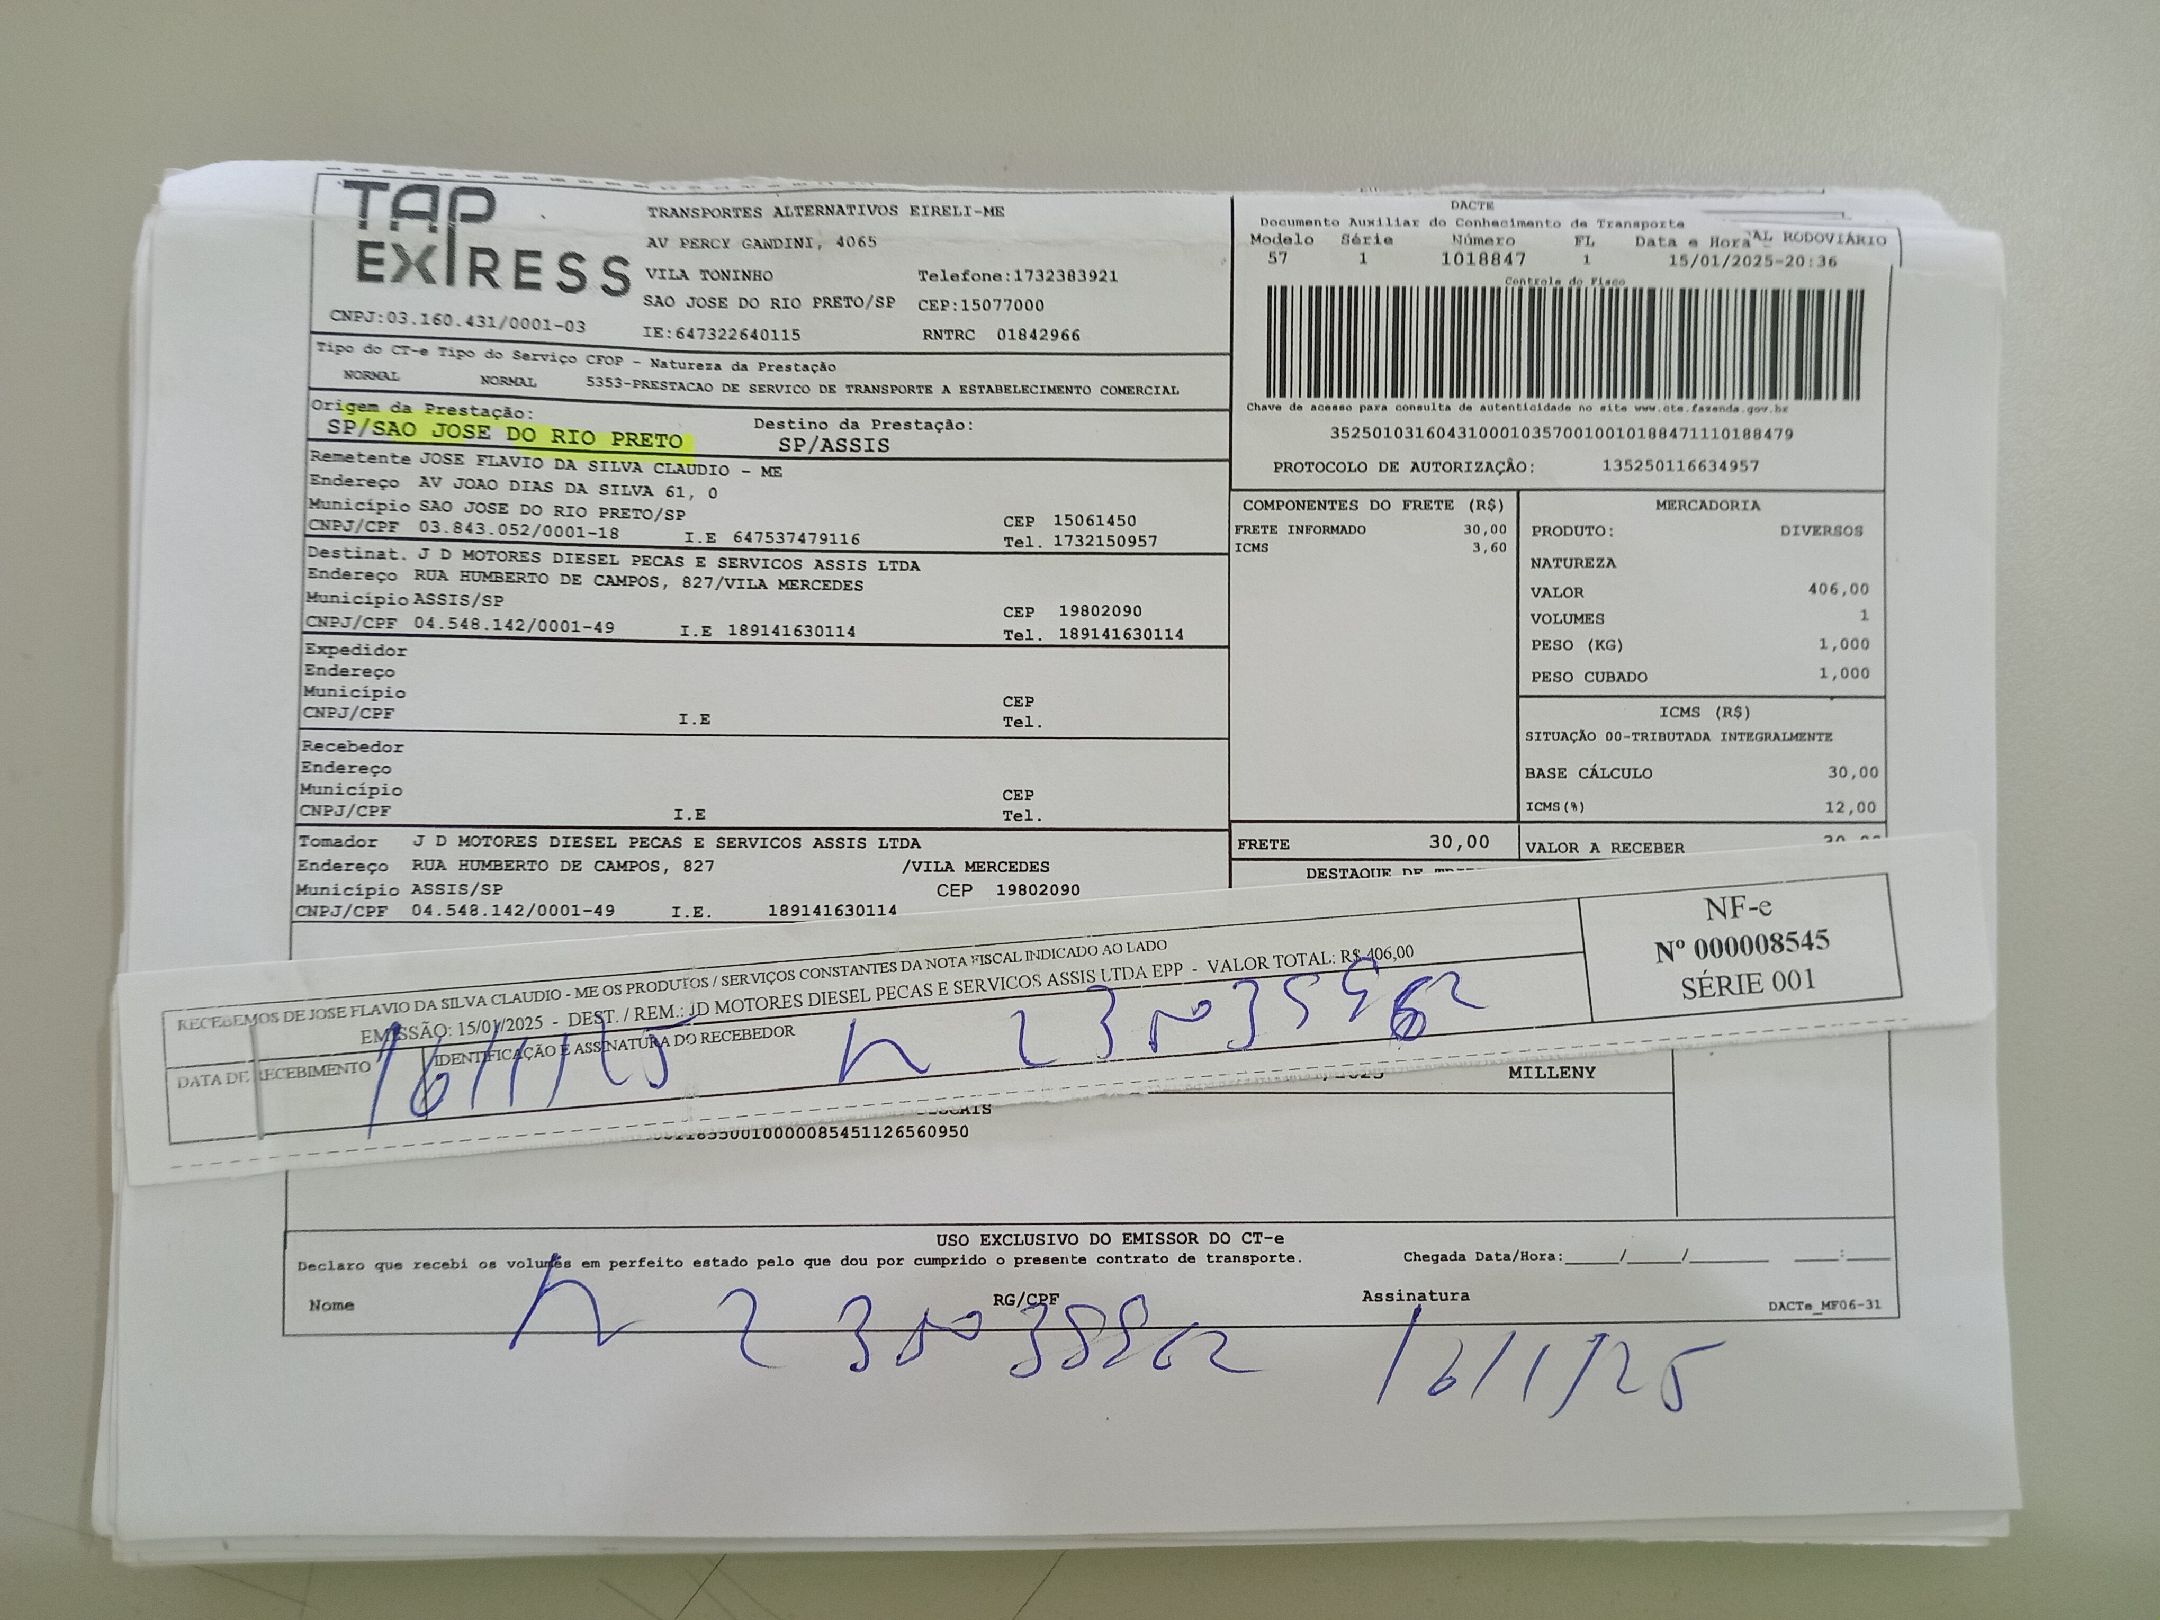 TAP
EXPRESS
CNPJ:03.160.431/0001-03
TRANSPORTES ALTERNATIVOS EIRELI-ME
AV PERCY GANDINI, 4065
VILA TONINHO Telefone:1732383921
SAO JOSE DO RIO PRETO/SP CEP:15077000
IE:647322640115 RNTRC 01842966
DACTE
Documento Auxiliar do Conhecimento de Transporte
AL RODOVIÁRIO
Modelo Série Número FL Data e Hora
57 1 1018847 1 15/01/2025-20:36
Controle do Fisco
Chave de acesso para consulta de autenticidade no site www.cte.fazenda.gov.br
35250103160431000103570010010188471110188479
PROTOCOLO DE AUTORIZAÇÃO: 135250116634957
Tipo do CT-e Tipo do Serviço CFOP - Natureza da Prestação
NORMAL NORMAL 5353-PRESTACAO DE SERVICO DE TRANSPORTE A ESTABELECIMENTO COMERCIAL
Origem da Prestação: Destino da Prestação:
SP/SAO JOSE DO RIO PRETO SP/ASSIS
Remetente JOSE FLAVIO DA SILVA CLAUDIO - ME
Endereço AV JOAO DIAS DA SILVA 61, 0
Município SAO JOSE DO RIO PRETO/SP CEP 15061450
CNPJ/CPF 03.843.052/0001-18 I.E 647537479116 Tel. 1732150957
Destinat. J D MOTORES DIESEL PECAS E SERVICOS ASSIS LTDA
Endereço RUA HUMBERTO DE CAMPOS, 827/VILA MERCEDES
Município ASSIS/SP CEP 19802090
CNPJ/CPF 04.548.142/0001-49 I.E 189141630114 Tel. 189141630114
Expedidor
Endereço
Município CEP
CNPJ/CPF I.E Tel.
Recebedor
Endereço
Município CEP
CNPJ/CPF I.E Tel.
Tomador J D MOTORES DIESEL PECAS E SERVICOS ASSIS LTDA
Endereço RUA HUMBERTO DE CAMPOS, 827 /VILA MERCEDES
Município ASSIS/SP CEP 19802090
CNPJ/CPF 04.548.142/0001-49 I.E. 189141630114
COMPONENTES DO FRETE (R$)
FRETE INFORMADO 30,00
ICMS 3,60
FRETE 30,00
MERCADORIA
PRODUTO: DIVERSOS
NATUREZA
VALOR 406,00
VOLUMES 1
PESO (KG) 1,000
PESO CUBADO 1,000
ICMS (R$)
SITUAÇÃO 00-TRIBUTADA INTEGRALMENTE
BASE CÁLCULO 30,00
ICMS(%) 12,00
VALOR A RECEBER
DESTAQUE DE
RECEBEMOS DE JOSE FLAVIO DA SILVA CLAUDIO - ME OS PRODUTOS / SERVIÇOS CONSTANTES DA NOTA FISCAL INDICADO AO LADO
EMISSÃO: 15/01/2025 - DEST. / REM.: JD MOTORES DIESEL PECAS E SERVICOS ASSIS LTDA EPP - VALOR TOTAL: R$ 406,00
DATA DE RECEBIMENTO IDENTIFICAÇÃO E ASSINATURA DO RECEBEDOR
16/1/25
NF-e
Nº 000008545
SÉRIE 001
MILLENY
5001000085451126560950
USO EXCLUSIVO DO EMISSOR DO CT-e
Declaro que recebi os volumes em perfeito estado pelo que dou por cumprido o presente contrato de transporte. Chegada Data/Hora:_____/_____/_______ ____:____
Nome RG/CPF Assinatura
DACTe_MF06-31
16/1/25